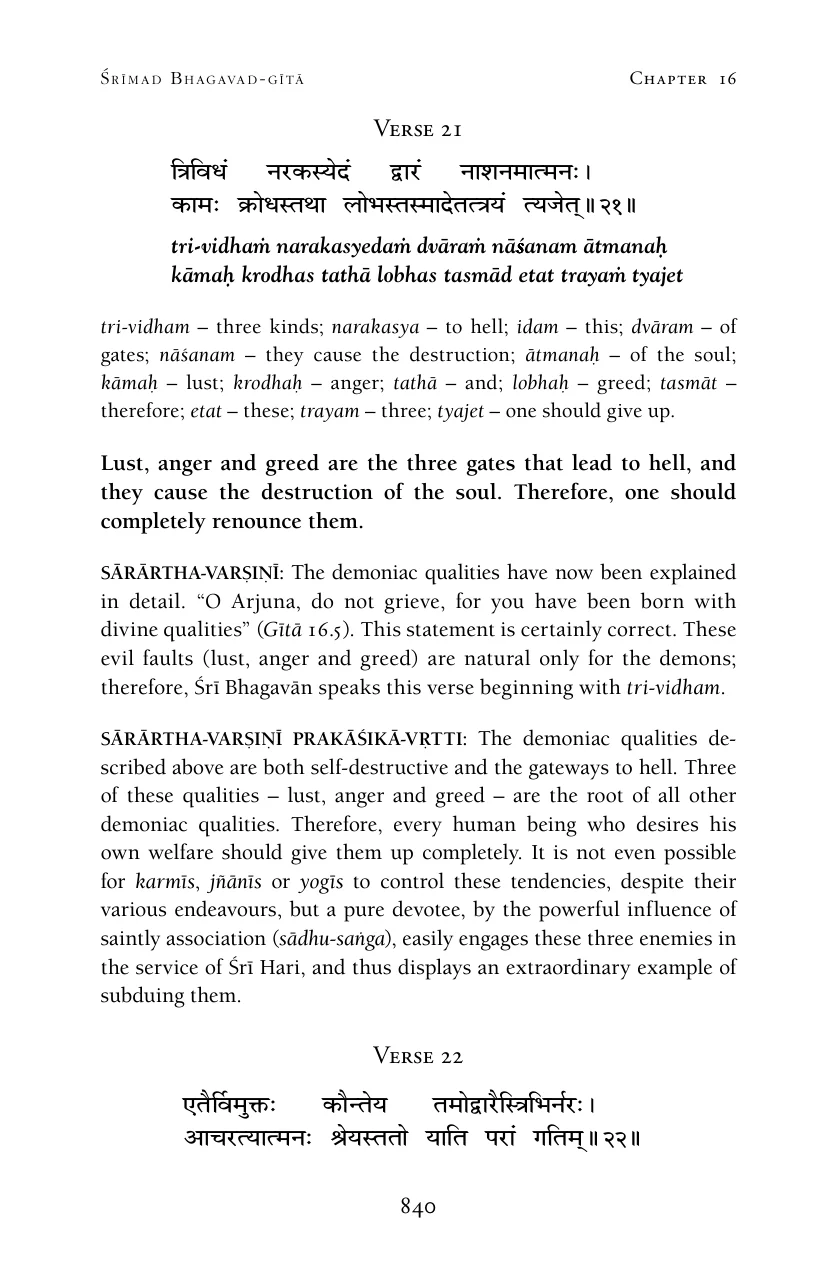 Śrīmad Bhagavad-gītā Chapter 16
Verse 21
त्रिविधं नरकस्येदं द्वारं नाशनमात्मनः।
कामः क्रोधस्तथा लोभस्तस्मादेतत्त्रयं त्यजेत्॥२१॥
tri-vidhaṁ narakasyedaṁ dvāraṁ nāśanam ātmanaḥ
kāmaḥ krodhas tathā lobhas tasmād etat trayaṁ tyajet
tri-vidham – three kinds; narakasya – to hell; idam – this; dvāram – of
gates; nāśanam – they cause the destruction; ātmanaḥ – of the soul;
kāmaḥ – lust; krodhaḥ – anger; tathā – and; lobhaḥ – greed; tasmāt –
therefore; etat – these; trayam – three; tyajet – one should give up.
Lust, anger and greed are the three gates that lead to hell, and
they cause the destruction of the soul. Therefore, one should
completely renounce them.
SĀRĀRTHA-VARṢIṆĪ: The demoniac qualities have now been explained
in detail. “O Arjuna, do not grieve, for you have been born with
divine qualities” (Gītā 16.5). This statement is certainly correct. These
evil faults (lust, anger and greed) are natural only for the demons;
therefore, Śrī Bhagavān speaks this verse beginning with tri-vidham.
SĀRĀRTHA-VARṢIṆĪ PRAKĀŚIKĀ-VṚTTI: The demoniac qualities de-
scribed above are both self-destructive and the gateways to hell. Three
of these qualities – lust, anger and greed – are the root of all other
demoniac qualities. Therefore, every human being who desires his
own welfare should give them up completely. It is not even possible
for karmīs, jñānīs or yogīs to control these tendencies, despite their
various endeavours, but a pure devotee, by the powerful influence of
saintly association (sādhu-saṅga), easily engages these three enemies in
the service of Śrī Hari, and thus displays an extraordinary example of
subduing them.
Verse 22
एतैर्विमुक्तः कौन्तेय तमोद्वारैस्त्रिभिर्नरः।
आचरत्यात्मनः श्रेयस्ततो याति परां गतिम्॥२२॥
840